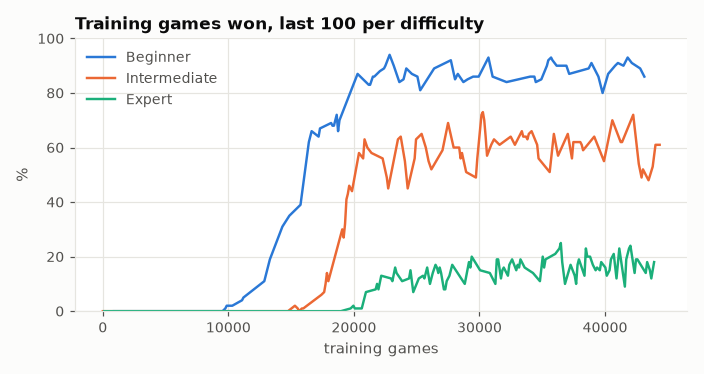 Training games won, last 100 per difficulty
100
80
60
40
20
0
%
Beginner
Intermediate
Expert
0 10000 20000 30000 40000
training games